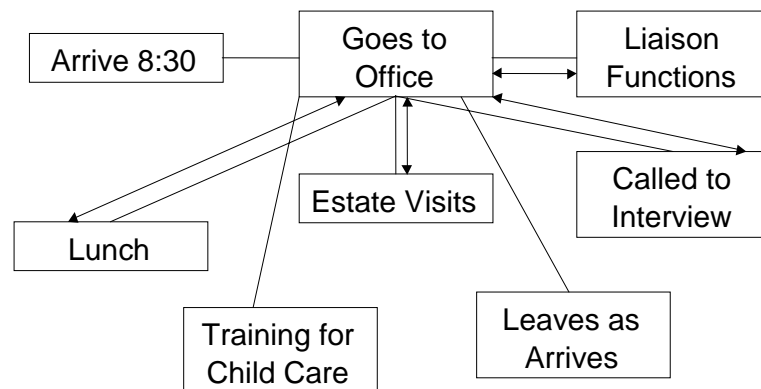 Arrive 8:30
Goes to
Office
Liaison
Functions
Lunch
Estate Visits
Called to
Interview
Training for
Child Care
Leaves as
Arrives